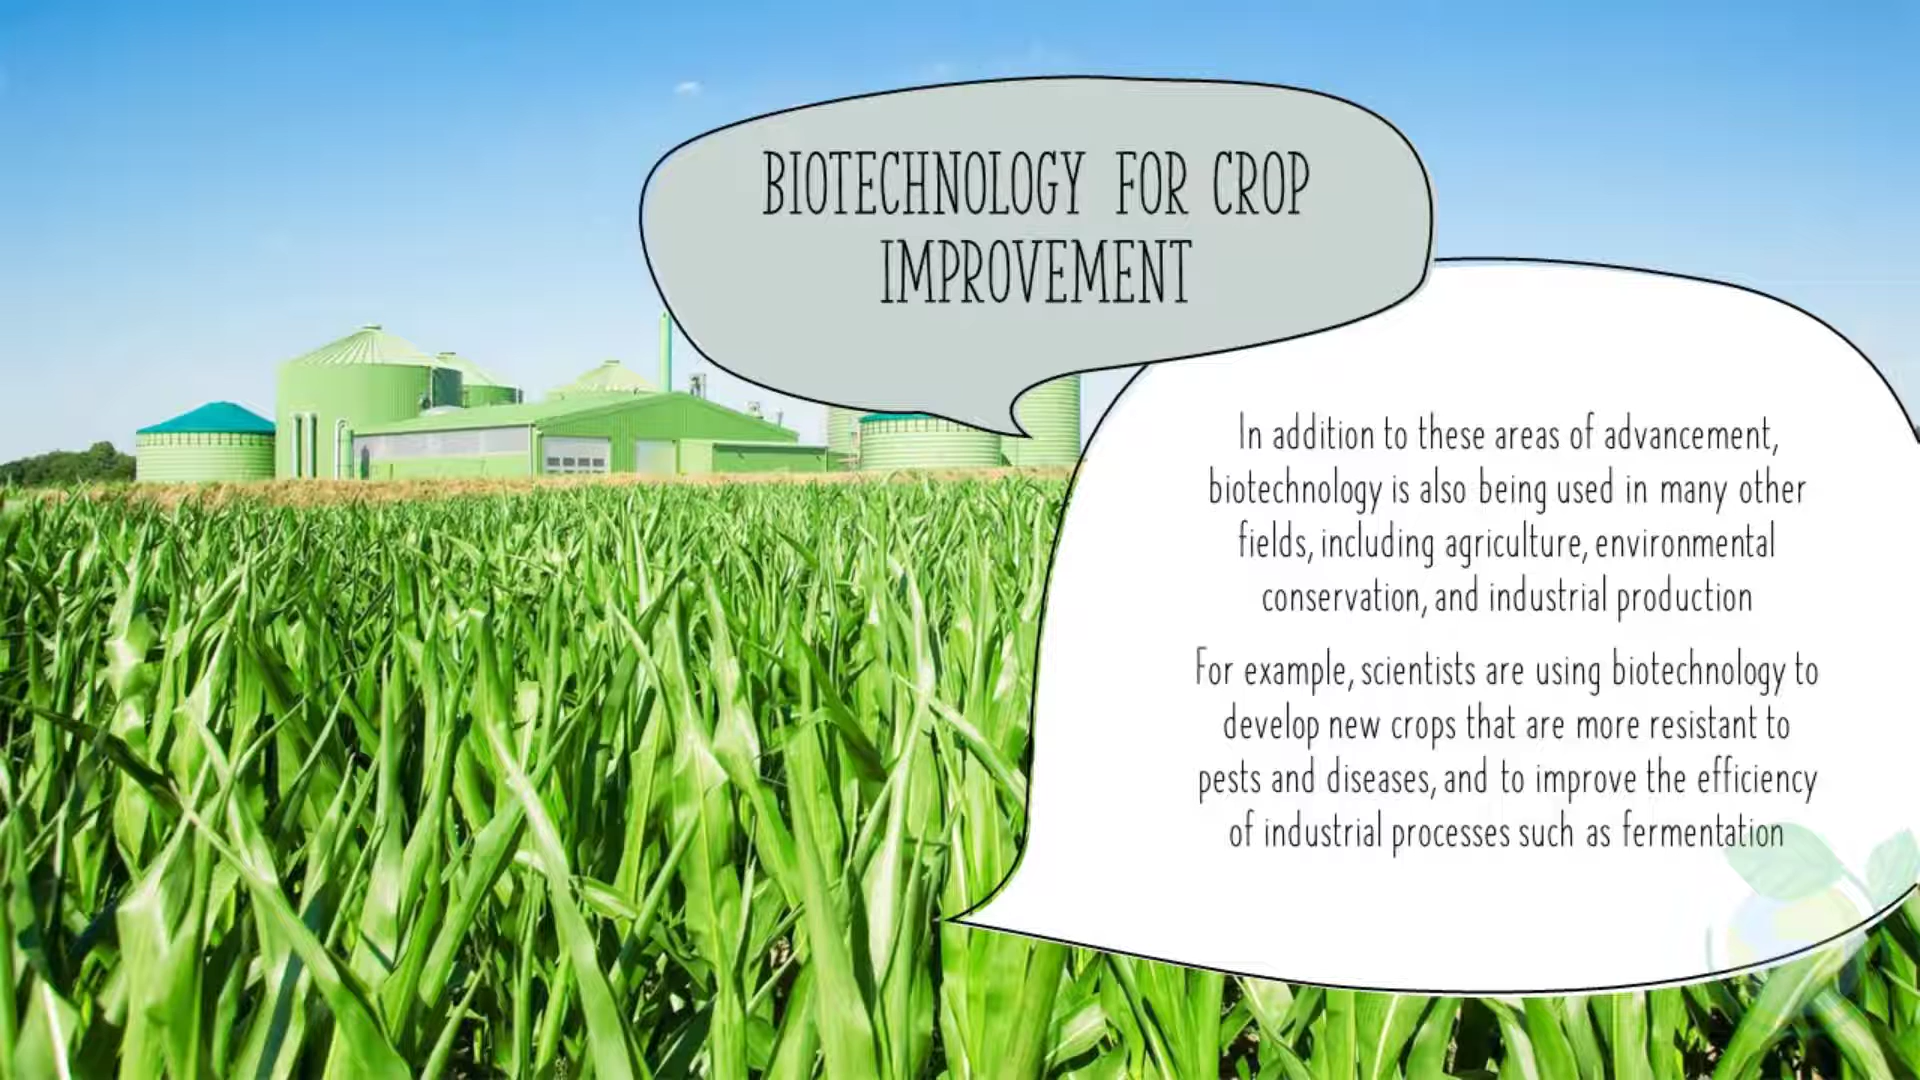 BIOTECHNOLOGY FOR CROP
IMPROVEMENT
In addition to these areas of advancement,
biotechnology is also being used in many other
fields, including agriculture, environmental
conservation, and industrial production
For example, scientists are using biotechnology to
develop new crops that are more resistant to
pests and diseases, and to improve the efficiency
of industrial processes such as fermentation